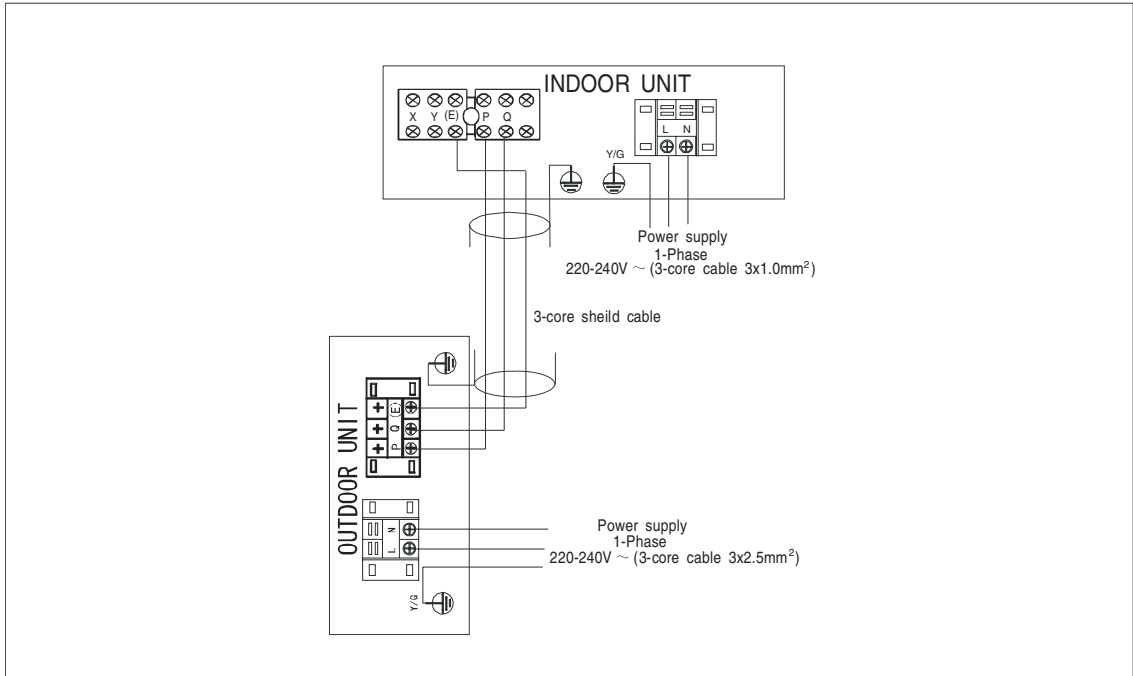 INDOOR UNIT
X Y (E) P Q
L N
Y/G
Power supply
1-Phase
220-240V ~ (3-core cable 3x1.0mm²)
3-core sheild cable
OUTDOOR UNIT
(E)
Q
P
N
L
Y/G
Power supply
1-Phase
220-240V ~ (3-core cable 3x2.5mm²)